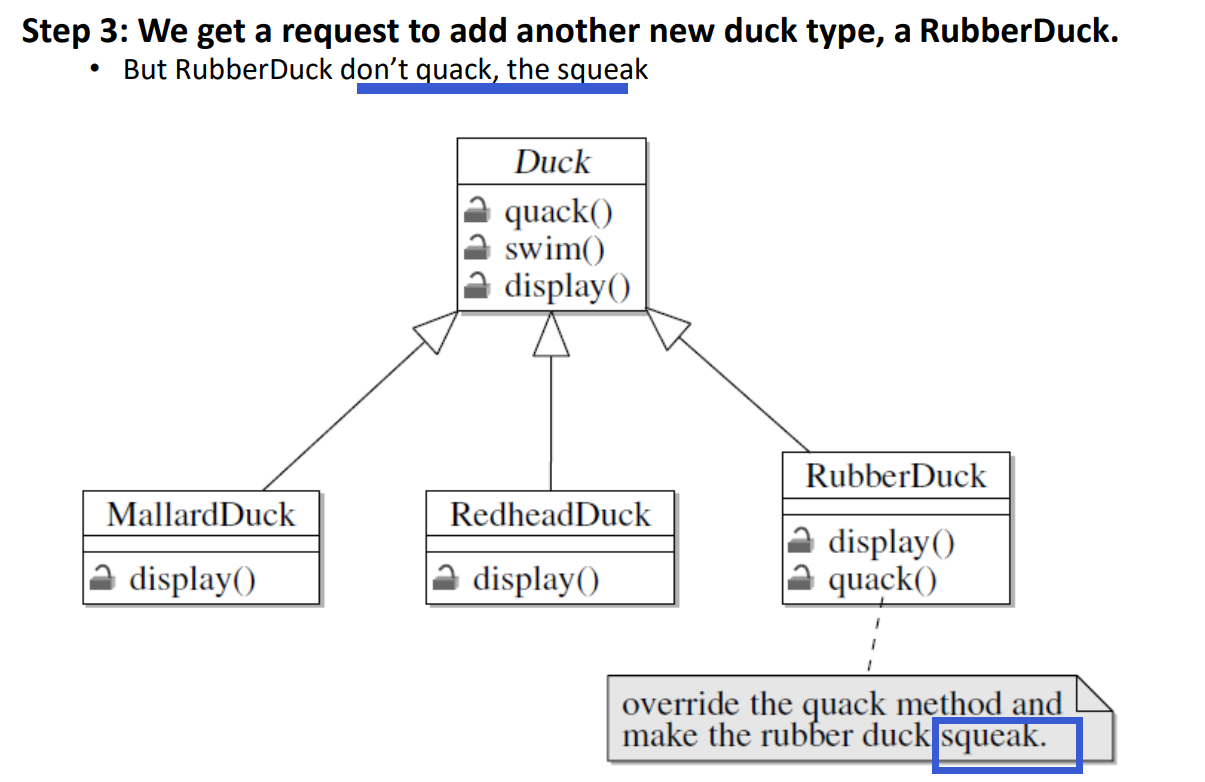 Step 3: We get a request to add another new duck type, a RubberDuck.
• But RubberDuck don't quack, the squeak
Duck
quack()
swim()
display()
MallardDuck
display()
RedheadDuck
display()
RubberDuck
display()
quack()
override the quack method and
make the rubber duck squeak.